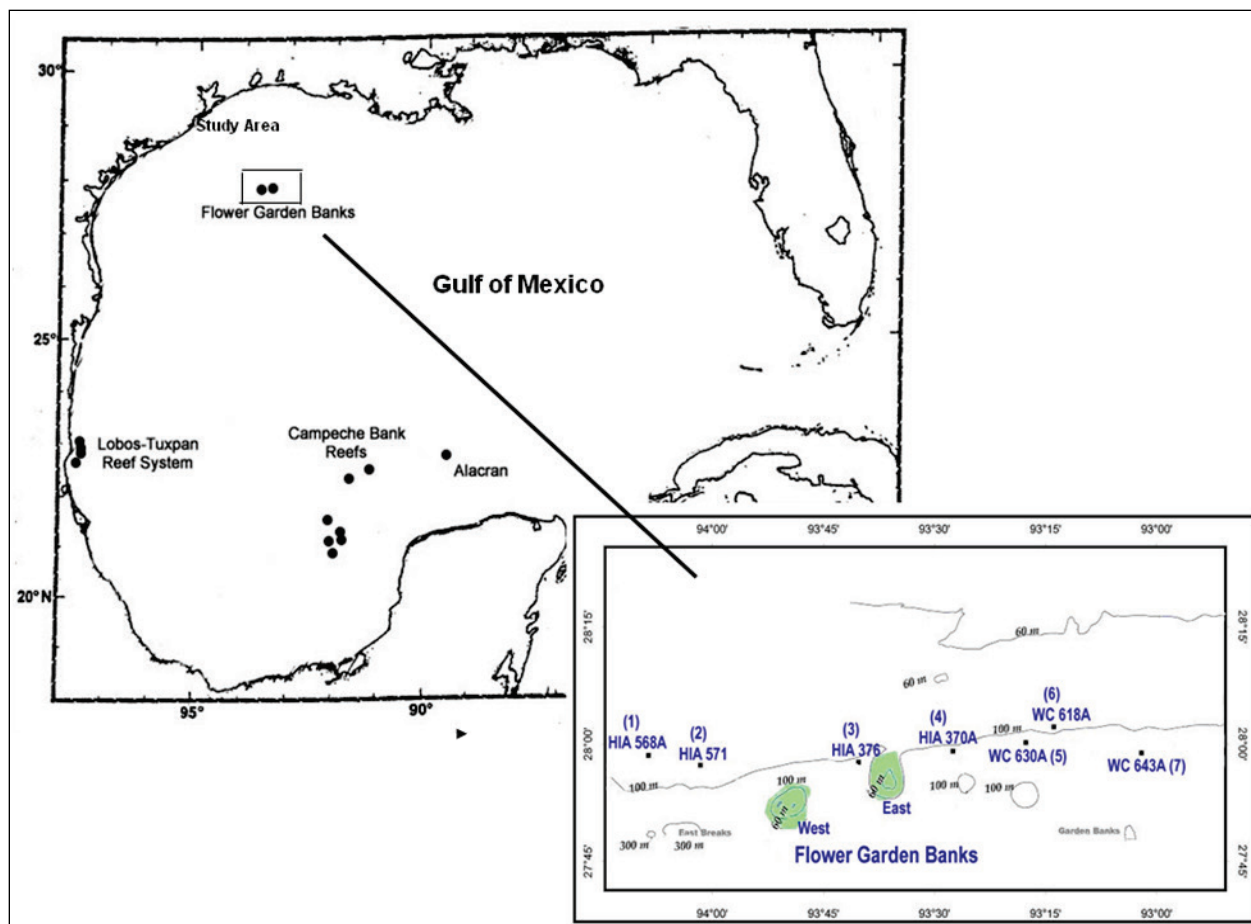 30°
Study Area
Flower Garden Banks
Gulf of Mexico
25°
Lobos-Tuxpan
Reef System
Campeche Bank
Reefs
Alacran
20°N
95°
90°
94°00'
93°45'
93°30'
93°15'
93°00'
28°15'
28°15'
60 m
60 m
(1)
HIA 568A
(2)
HIA 571
(3)
HIA 376
(4)
HIA 370A
(6)
WC 618A
100 m
WC 630A (5)
WC 643A (7)
28°00'
28°00'
100 m
100 m
60 m
East
100 m
100 m
60 m
West
East Breaks
300 m
300 m
Garden Banks
Flower Garden Banks
27°45'
27°45'
94°00'
93°45'
93°30'
93°15'
93°00'